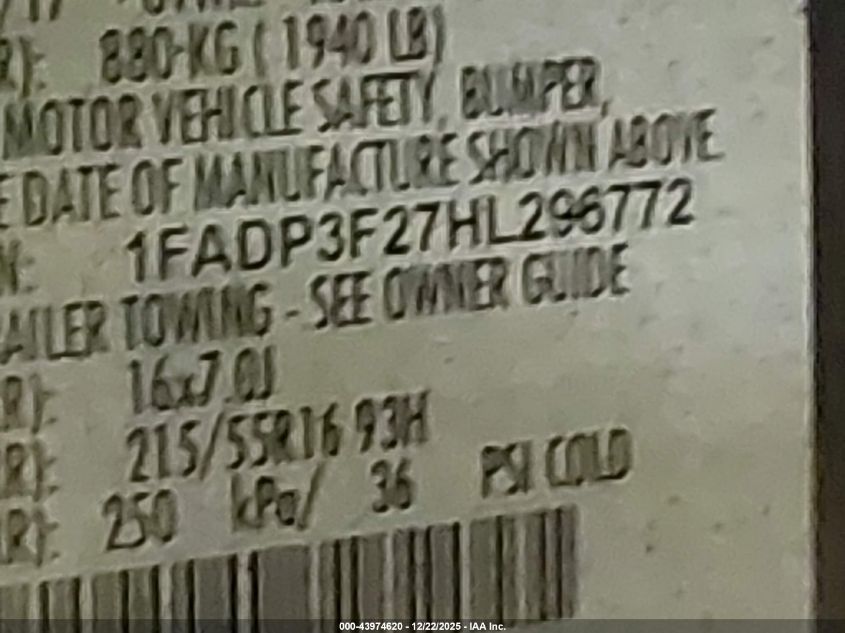 R): 880 KG ( 1940 LB)
MOTOR VEHICLE SAFETY, BUMPER,
E DATE OF MANUFACTURE SHOWN ABOVE
N: 1FADP3F27HL296772
AILER TOWING - SEE OWNER GUIDE
R): 16x7.0J
R): 215/55R16 93H
R): 250 kPa/ 36 PSI COLD
000-43974620 - 12/22/2025 - IAA Inc.